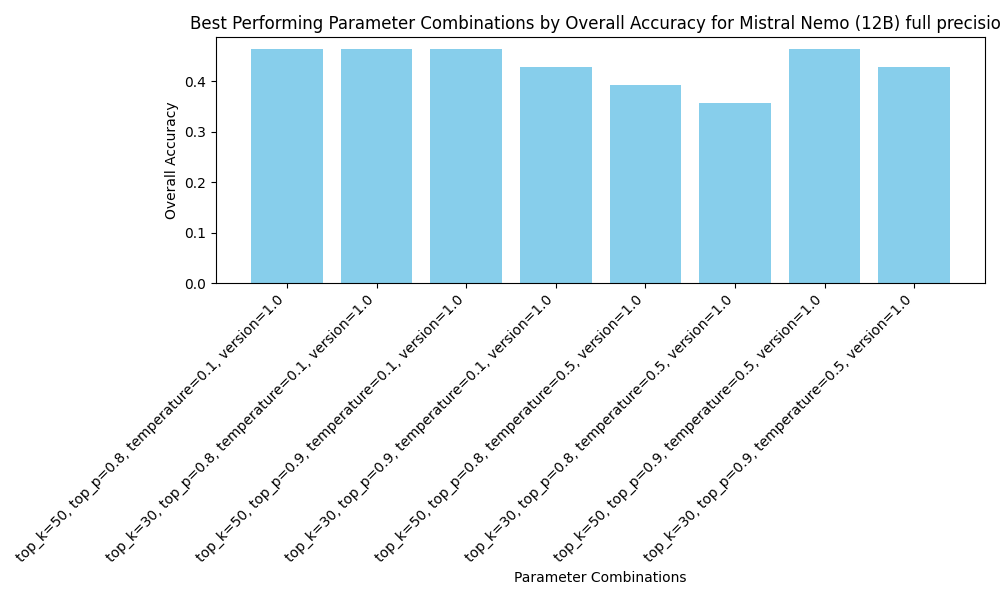 Best Performing Parameter Combinations by Overall Accuracy for Mistral Nemo (12B) full precisio
Overall Accuracy
0.4
0.3
0.2
0.1
0.0
top_k=50, top_p=0.8, temperature=0.1, version=1.0
top_k=30, top_p=0.8, temperature=0.1, version=1.0
top_k=50, top_p=0.9, temperature=0.1, version=1.0
top_k=30, top_p=0.9, temperature=0.1, version=1.0
top_k=50, top_p=0.8, temperature=0.5, version=1.0
top_k=30, top_p=0.8, temperature=0.5, version=1.0
top_k=50, top_p=0.9, temperature=0.5, version=1.0
top_k=30, top_p=0.9, temperature=0.5, version=1.0
Parameter Combinations